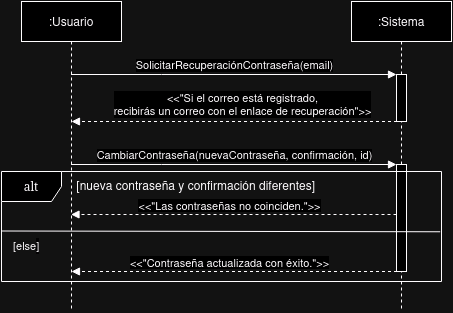 :Usuario
:Sistema
SolicitarRecuperaciónContraseña(email)
<<"Si el correo está registrado,
recibirás un correo con el enlace de recuperación">>
CambiarContraseña(nuevaContraseña, confirmación, id)
alt
[nueva contraseña y confirmación diferentes]
<<"Las contraseñas no coinciden.">>
[else]
<<"Contraseña actualizada con éxito.">>